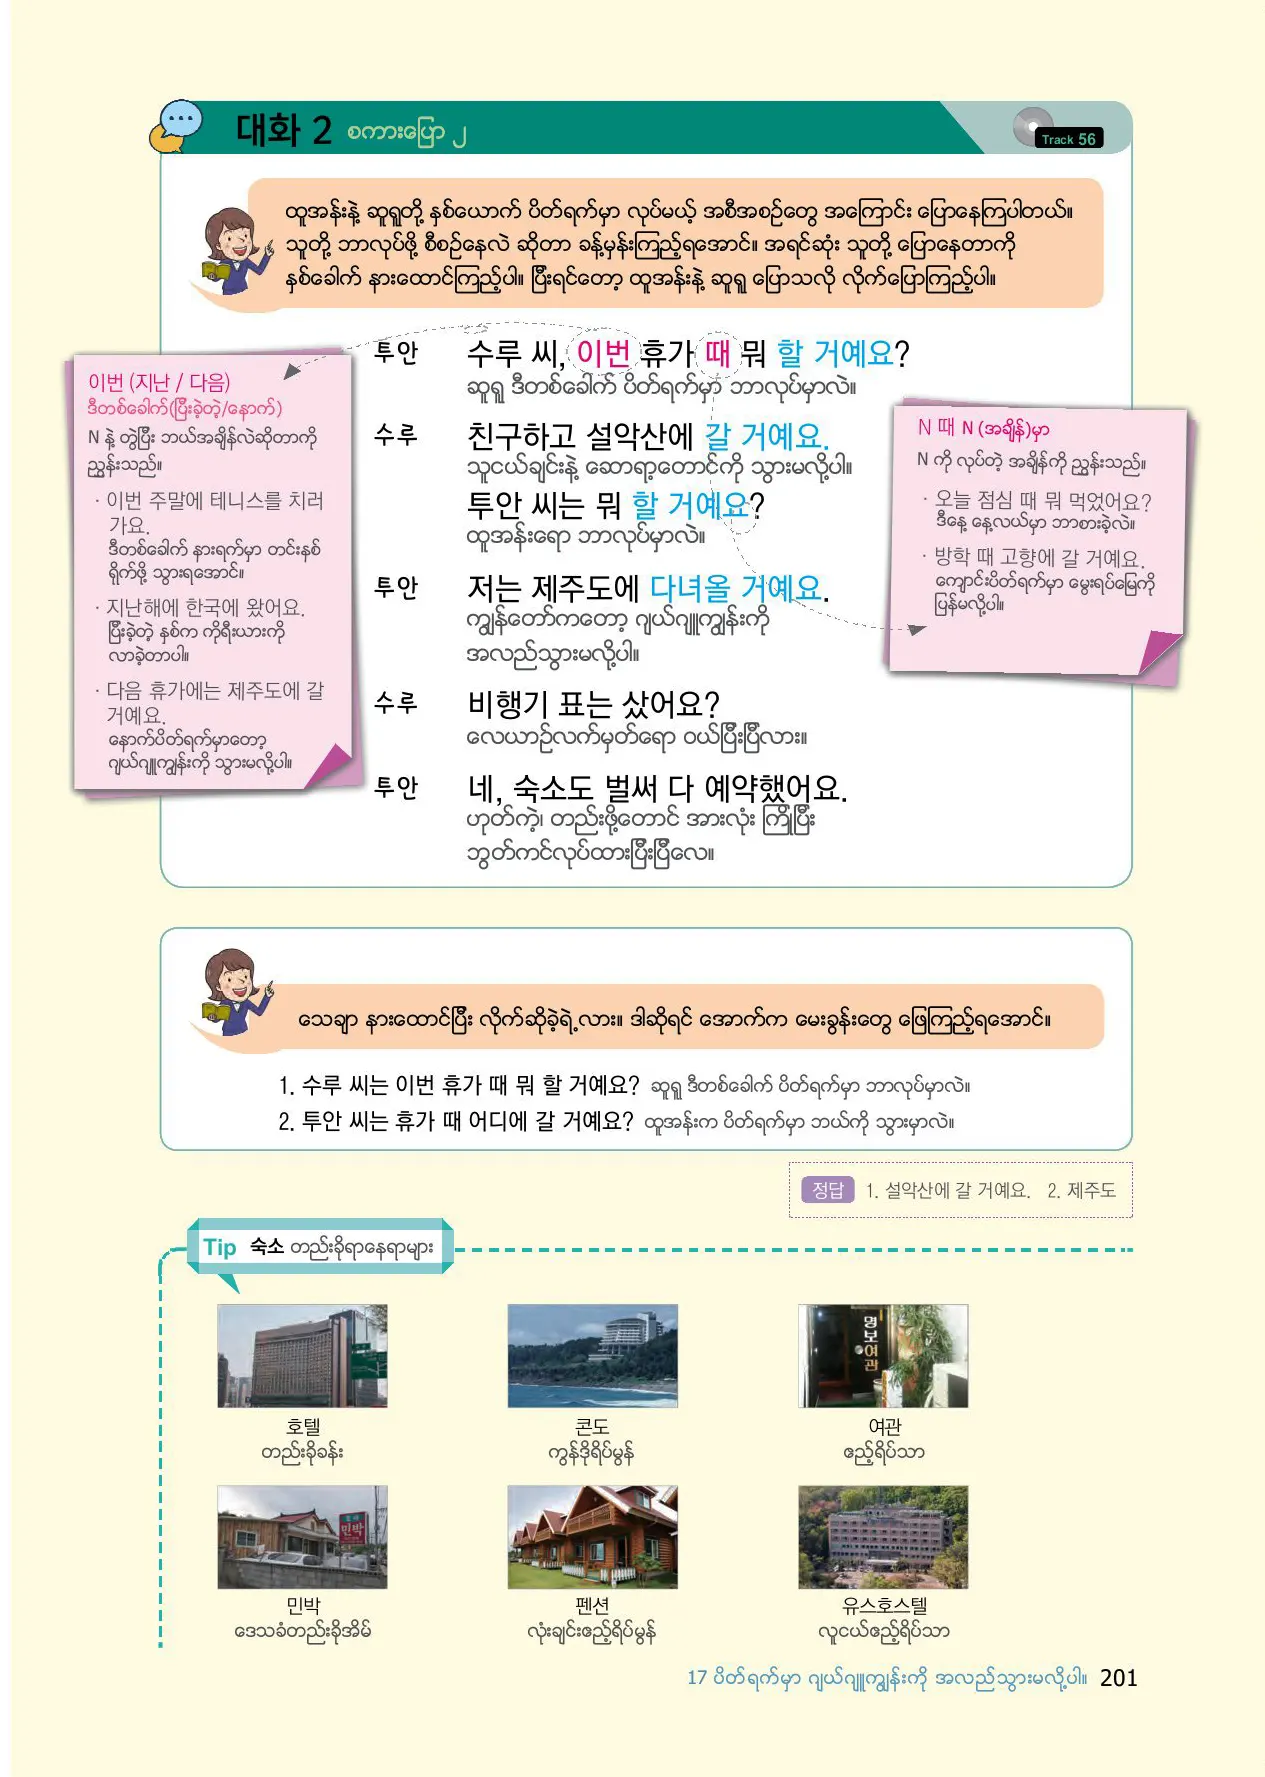 대화 2 စကားပြော ၂
Track 56
ထူအန်းနဲ့ ဆူရူတို့ နှစ်ယောက် ပိတ်ရက်မှာ လုပ်မယ့် အစီအစဉ်တွေ အကြောင်း ပြောနေကြပါတယ်။
သူတို့ ဘာလုပ်ဖို့ စီစဉ်နေလဲ ဆိုတာ ခန့်မှန်းကြည့်ရအောင်။ အရင်ဆုံး သူတို့ ပြောနေတာကို
နှစ်ခေါက် နားထောင်ကြည့်ပါ။ ပြီးရင်တော့ ထူအန်းနဲ့ ဆူရူ ပြောသလို လိုက်ပြောကြည့်ပါ။
투안 수루 씨, 이번 휴가 때 뭐 할 거예요?
ဆူရူ ဒီတစ်ခေါက် ပိတ်ရက်မှာ ဘာလုပ်မှာလဲ။
수루 친구하고 설악산에 갈 거예요.
သူငယ်ချင်းနဲ့ ဆောရာ့တောင်ကို သွားမလို့ပါ။
투안 씨는 뭐 할 거예요?
ထူအန်းရော ဘာလုပ်မှာလဲ။
투안 저는 제주도에 다녀올 거예요.
ကျွန်တော်ကတော့ ဂျယ်ဂျူကျွန်းကို
အလည်သွားမလို့ပါ။
수루 비행기 표는 샀어요?
လေယာဉ်လက်မှတ်ရော ဝယ်ပြီးပြီလား။
투안 네, 숙소도 벌써 다 예약했어요.
ဟုတ်ကဲ့၊ တည်းဖို့တောင် အားလုံး ကြိုပြီး
ဘွတ်ကင်လုပ်ထားပြီးပြီလေ။
이번 (지난 / 다음)
ဒီတစ်ခေါက်(ပြီးခဲ့တဲ့/နောက်)
N နဲ့ တွဲပြီး ဘယ်အချိန်လဲဆိုတာကို
ညွှန်းသည်။
· 이번 주말에 테니스를 치러
가요.
ဒီတစ်ခေါက် နားရက်မှာ တင်းနစ်
ရိုက်ဖို့ သွားရအောင်။
· 지난해에 한국에 왔어요.
ပြီးခဲ့တဲ့ နှစ်က ကိုရီးယားကို
လာခဲ့တာပါ။
· 다음 휴가에는 제주도에 갈
거예요.
နောက်ပိတ်ရက်မှာတော့
ဂျယ်ဂျူကျွန်းကို သွားမလို့ပါ။
N 때 N (အချိန်)မှာ
N ကို လုပ်တဲ့ အချိန်ကို ညွှန်းသည်။
· 오늘 점심 때 뭐 먹었어요?
ဒီနေ့ နေ့လယ်မှာ ဘာစားခဲ့လဲ။
· 방학 때 고향에 갈 거예요.
ကျောင်းပိတ်ရက်မှာ မွေးရပ်မြေကို
ပြန်မလို့ပါ။
သေချာ နားထောင်ပြီး လိုက်ဆိုခဲ့ရဲ့လား။ ဒါဆိုရင် အောက်က မေးခွန်းတွေ ဖြေကြည့်ရအောင်။
1. 수루 씨는 이번 휴가 때 뭐 할 거예요? ဆူရူ ဒီတစ်ခေါက် ပိတ်ရက်မှာ ဘာလုပ်မှာလဲ။
2. 투안 씨는 휴가 때 어디에 갈 거예요? ထူအန်းက ပိတ်ရက်မှာ ဘယ်ကို သွားမှာလဲ။
정답 1. 설악산에 갈 거예요. 2. 제주도
Tip 숙소 တည်းခိုရာနေရာများ
명보여관
호텔 콘도 여관
တည်းခိုခန်း ကွန်ဒိုရိပ်မွန် ဧည့်ရိပ်သာ
민박
민박 펜션 유스호스텔
ဒေသခံတည်းခိုအိမ် လုံးချင်းဧည့်ရိပ်မွန် လူငယ်ဧည့်ရိပ်သာ
17 ပိတ်ရက်မှာ ဂျယ်ဂျူကျွန်းကို အလည်သွားမလို့ပါ။ 201